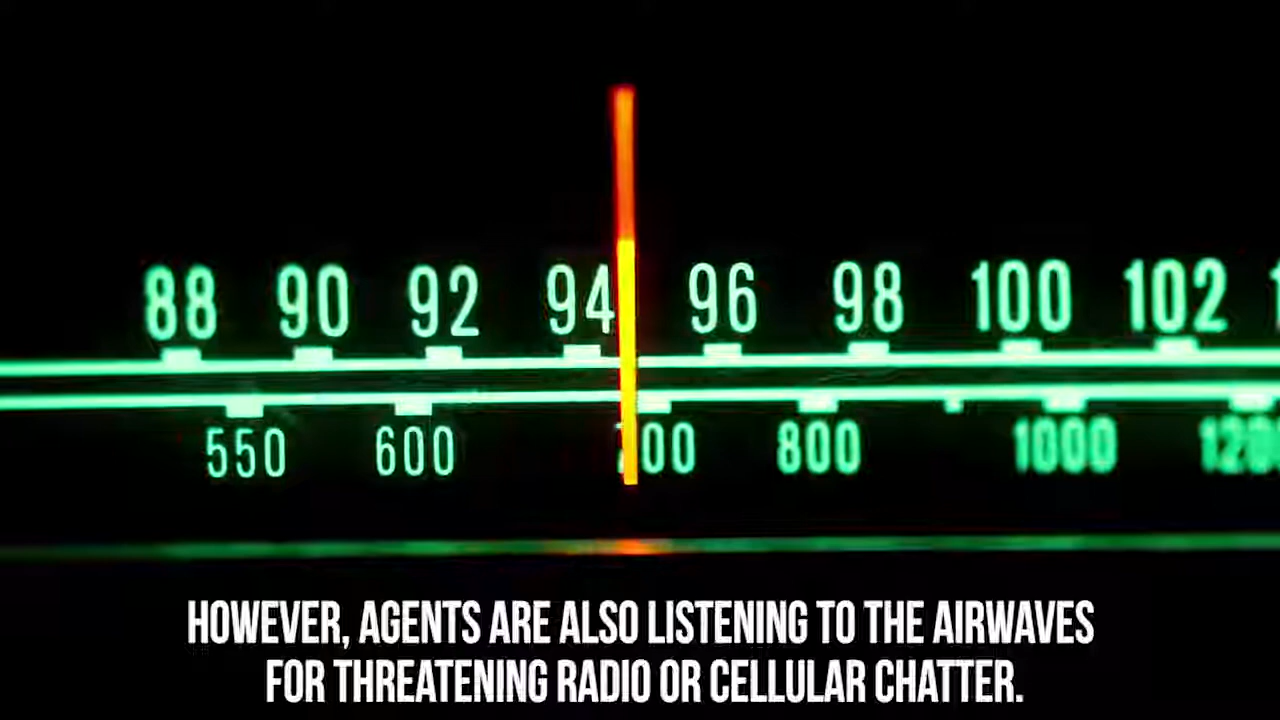 88 90 92 94 96 98 100 102
550 600 800 1000
HOWEVER, AGENTS ARE ALSO LISTENING TO THE AIRWAVES
FOR THREATENING RADIO OR CELLULAR CHATTER.